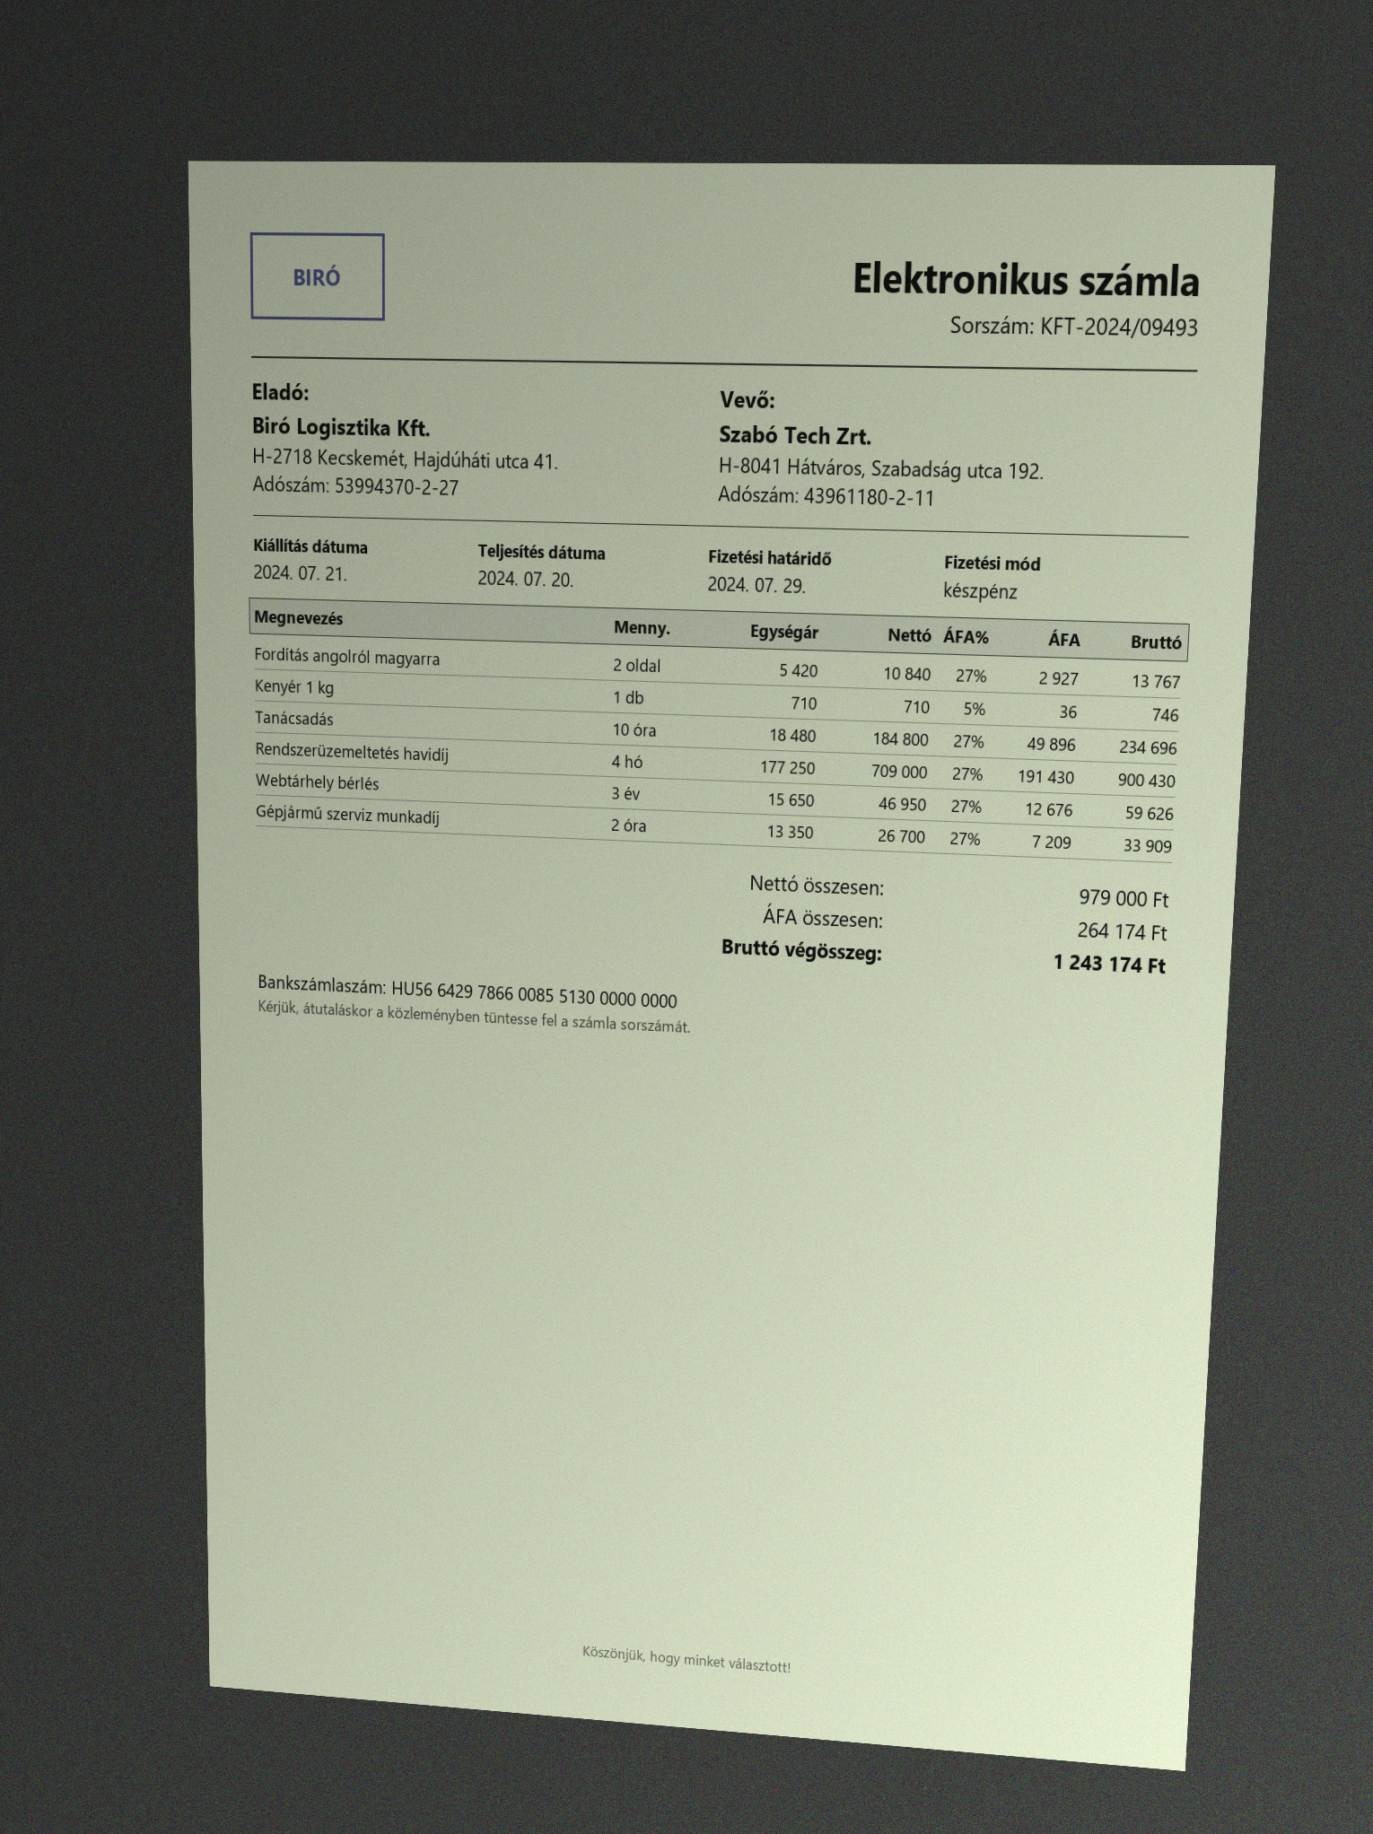 BIRÓ
Elektronikus számla
Sorszám: KFT-2024/09493
Eladó:
Biró Logisztika Kft.
H-2718 Kecskemét, Hajdúháti utca 41.
Adószám: 53994370-2-27
Vevő:
Szabó Tech Zrt.
H-8041 Hátváros, Szabadság utca 192.
Adószám: 43961180-2-11
Kiállítás dátuma Teljesítés dátuma Fizetési határidő Fizetési mód
2024. 07. 21. 2024. 07. 20. 2024. 07. 29. készpénz
Megnevezés Menny. Egységár Nettó ÁFA% ÁFA Bruttó
Fordítás angolról magyarra 2 oldal 5 420 10 840 27% 2 927 13 767
Kenyér 1 kg 1 db 710 710 5% 36 746
Tanácsadás 10 óra 18 480 184 800 27% 49 896 234 696
Rendszerüzemeltetés havidíj 4 hó 177 250 709 000 27% 191 430 900 430
Webtárhely bérlés 3 év 15 650 46 950 27% 12 676 59 626
Gépjármű szerviz munkadíj 2 óra 13 350 26 700 27% 7 209 33 909
Nettó összesen: 979 000 Ft
ÁFA összesen: 264 174 Ft
Bruttó végösszeg: 1 243 174 Ft
Bankszámlaszám: HU56 6429 7866 0085 5130 0000 0000
Kérjük, átutaláskor a közleményben tüntesse fel a számla sorszámát.
Köszönjük, hogy minket választott!